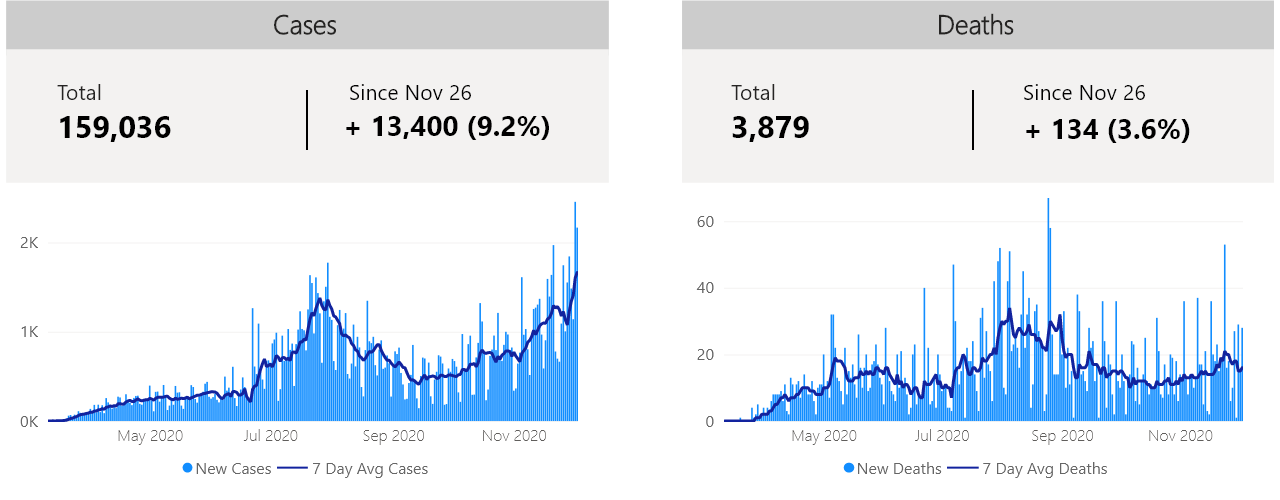 Cases
Total
159,036
Since Nov 26
+ 13,400 (9.2%)
2K
1K
0K
May 2020 Jul 2020 Sep 2020 Nov 2020
New Cases 7 Day Avg Cases
Deaths
Total
3,879
Since Nov 26
+ 134 (3.6%)
60
40
20
0
May 2020 Jul 2020 Sep 2020 Nov 2020
New Deaths 7 Day Avg Deaths